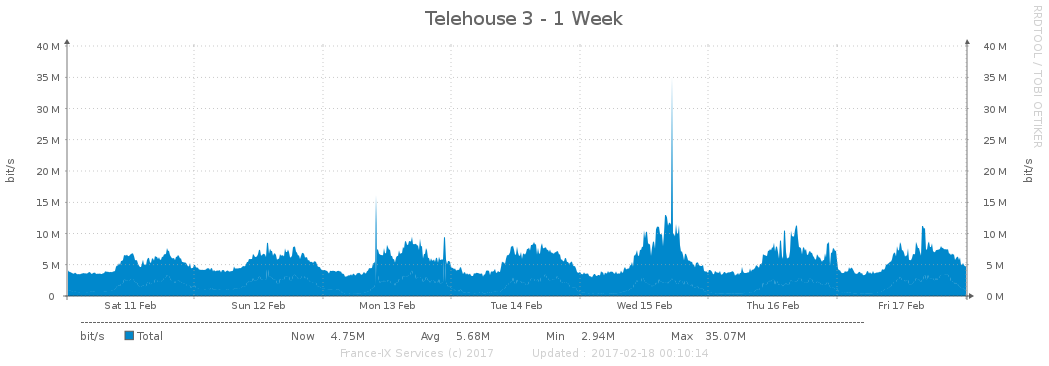 Telehouse 3 - 1 Week
RRDTOOL / TOBI OETIKER
40 M 40 M
35 M 35 M
30 M 30 M
25 M 25 M
20 M 20 M
15 M 15 M
10 M 10 M
5 M 5 M
0 0 M
bit/s bit/s
Sat 11 Feb Sun 12 Feb Mon 13 Feb Tue 14 Feb Wed 15 Feb Thu 16 Feb Fri 17 Feb
bit/s Total Now 4.75M Avg 5.68M Min 2.94M Max 35.07M
France-IX Services (c) 2017 Updated : 2017-02-18 00:10:14